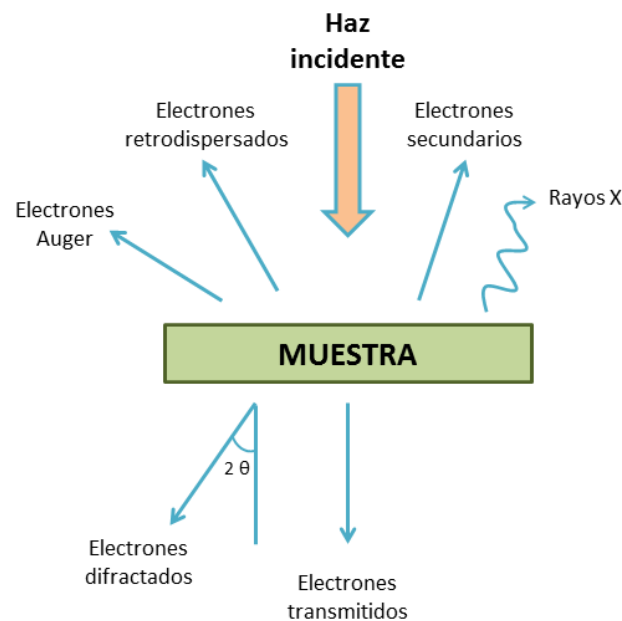 Haz
incidente
Electrones
retrodispersados
Electrones
secundarios
Rayos X
Electrones
Auger
MUESTRA
2 θ
Electrones
difractados
Electrones
transmitidos